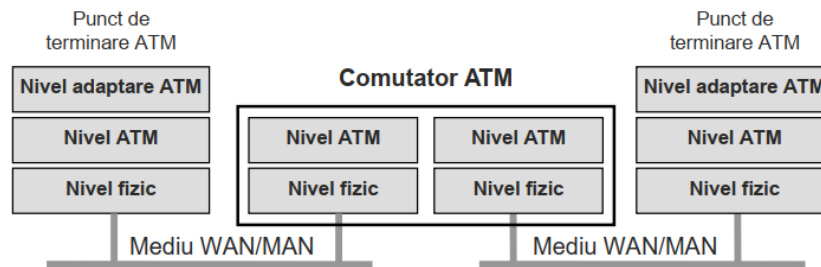 Punct de
terminare ATM
Punct de
terminare ATM
Comutator ATM
Nivel adaptare ATM
Nivel adaptare ATM
Nivel ATM
Nivel ATM
Nivel ATM
Nivel ATM
Nivel fizic
Nivel fizic
Nivel fizic
Nivel fizic
Mediu WAN/MAN
Mediu WAN/MAN